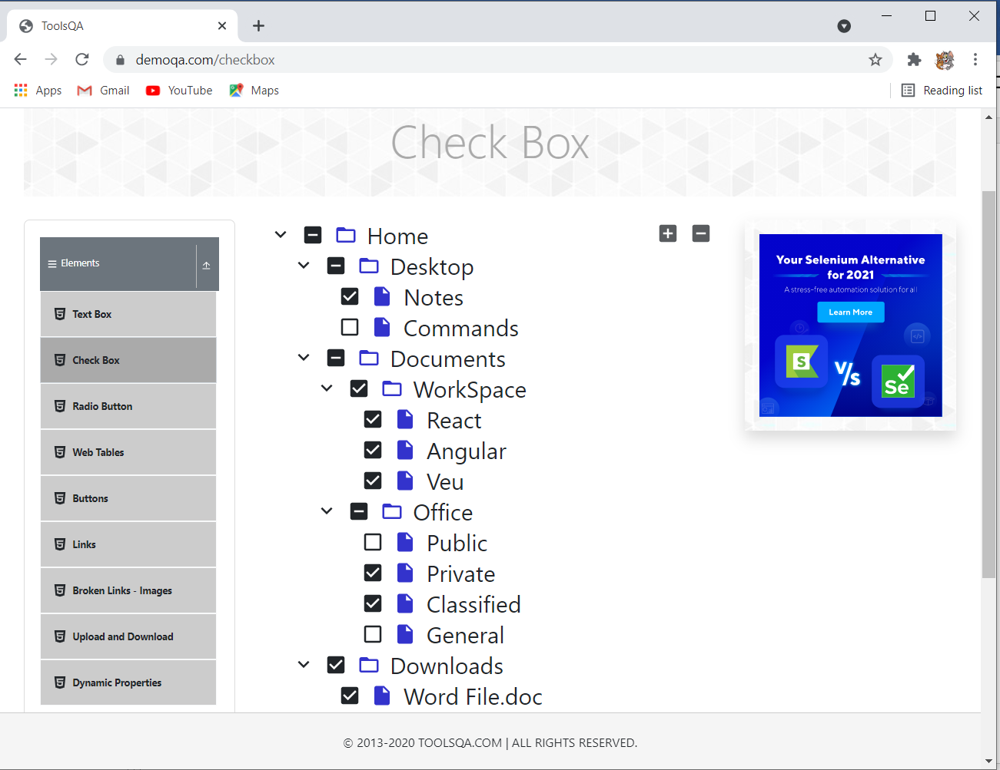 ToolsQA
demoqa.com/checkbox
Apps
Gmail
YouTube
Maps
Reading list
Check Box
Elements
Text Box
Check Box
Radio Button
Web Tables
Buttons
Links
Broken Links - Images
Upload and Download
Dynamic Properties
Home
Desktop
Notes
Commands
Documents
WorkSpace
React
Angular
Veu
Office
Public
Private
Classified
General
Downloads
Word File.doc
Your Selenium Alternative
for 2021
A stress-free automation solution for all
Learn More
S
V/S
Se
© 2013-2020 TOOLSQA.COM | ALL RIGHTS RESERVED.